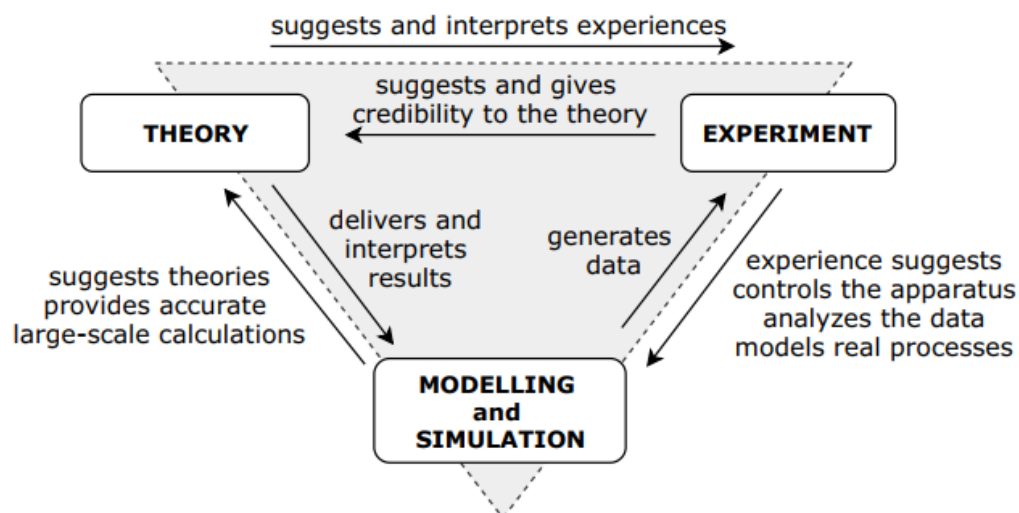 suggests and interprets experiences
suggests and gives
credibility to the theory
THEORY
EXPERIMENT
delivers and
interprets
results
generates
data
suggests theories
provides accurate
large-scale calculations
experience suggests
controls the apparatus
analyzes the data
models real processes
MODELLING
and
SIMULATION